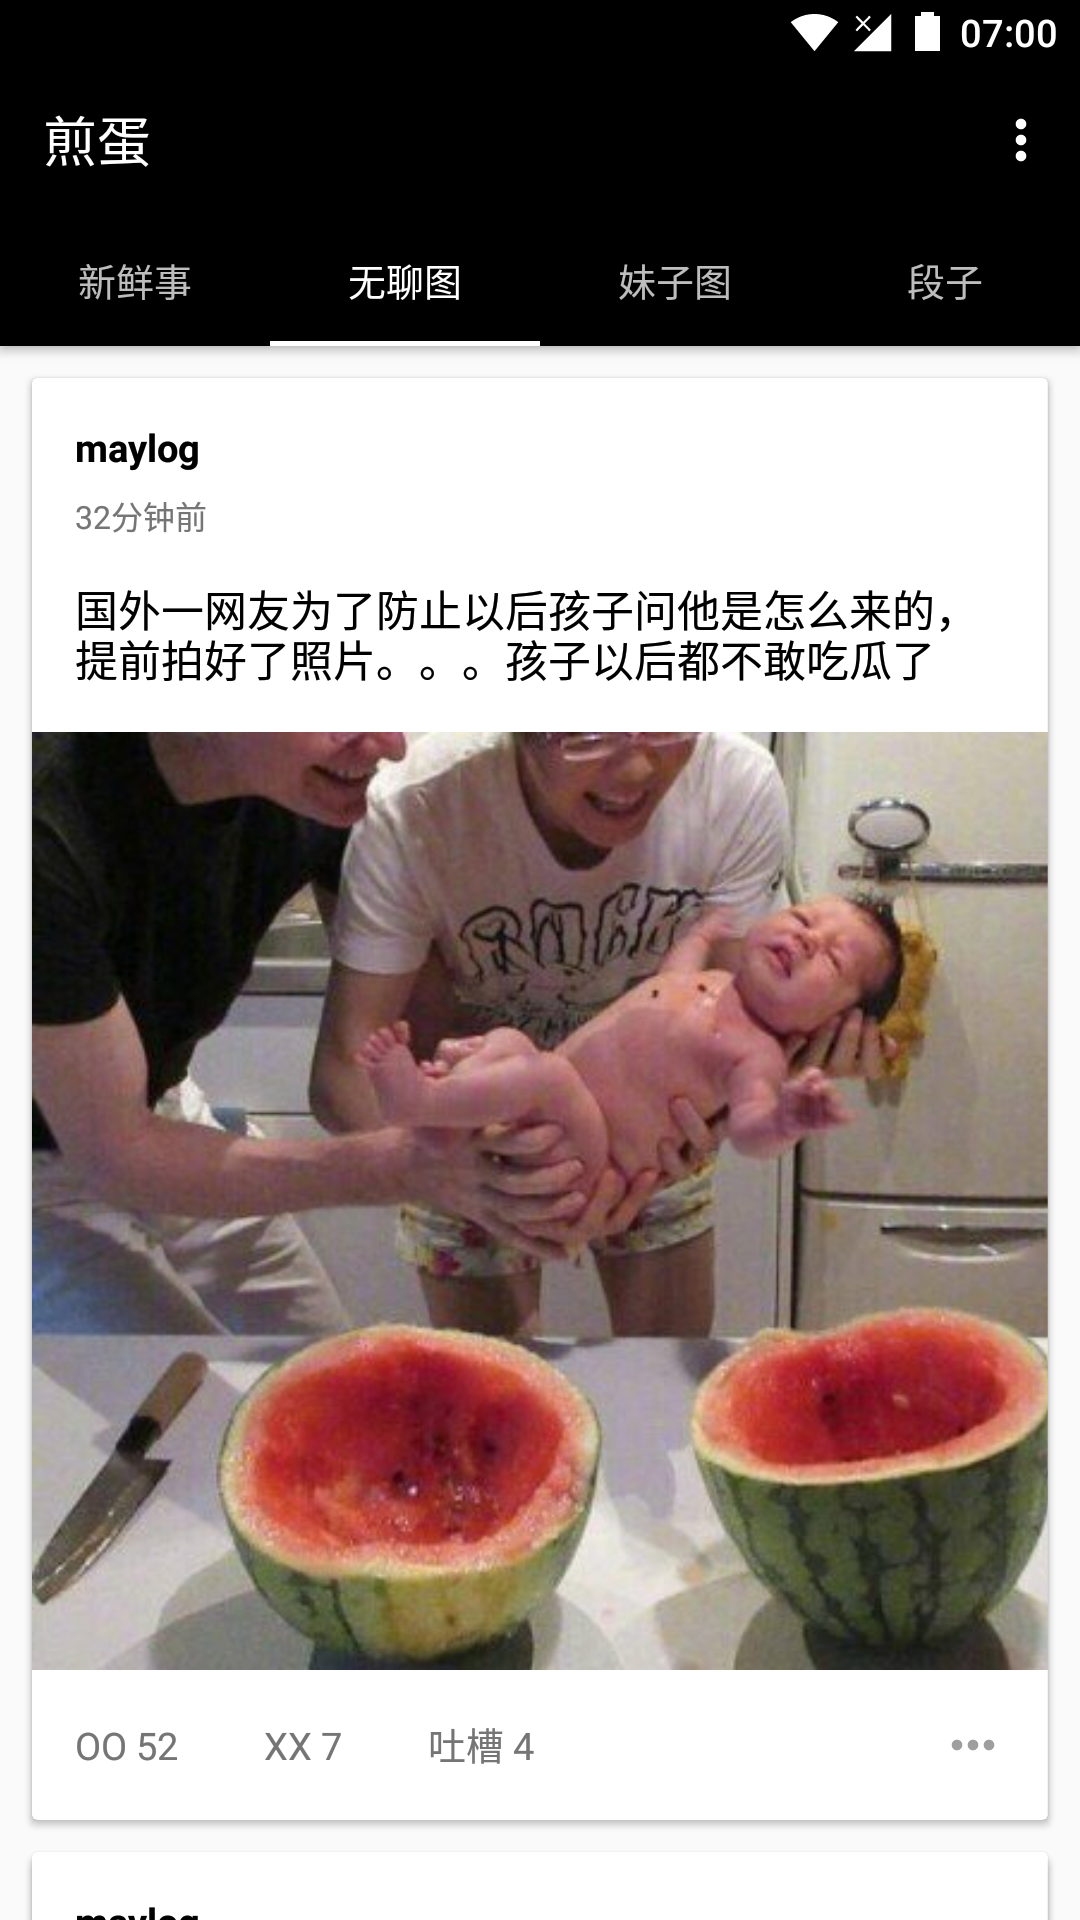 07:00
煎蛋
新鲜事 无聊图 妹子图 段子
maylog
32分钟前
国外一网友为了防止以后孩子问他是怎么来的，
提前拍好了照片。。。孩子以后都不敢吃瓜了
OO 52 XX 7 吐槽 4
maylog